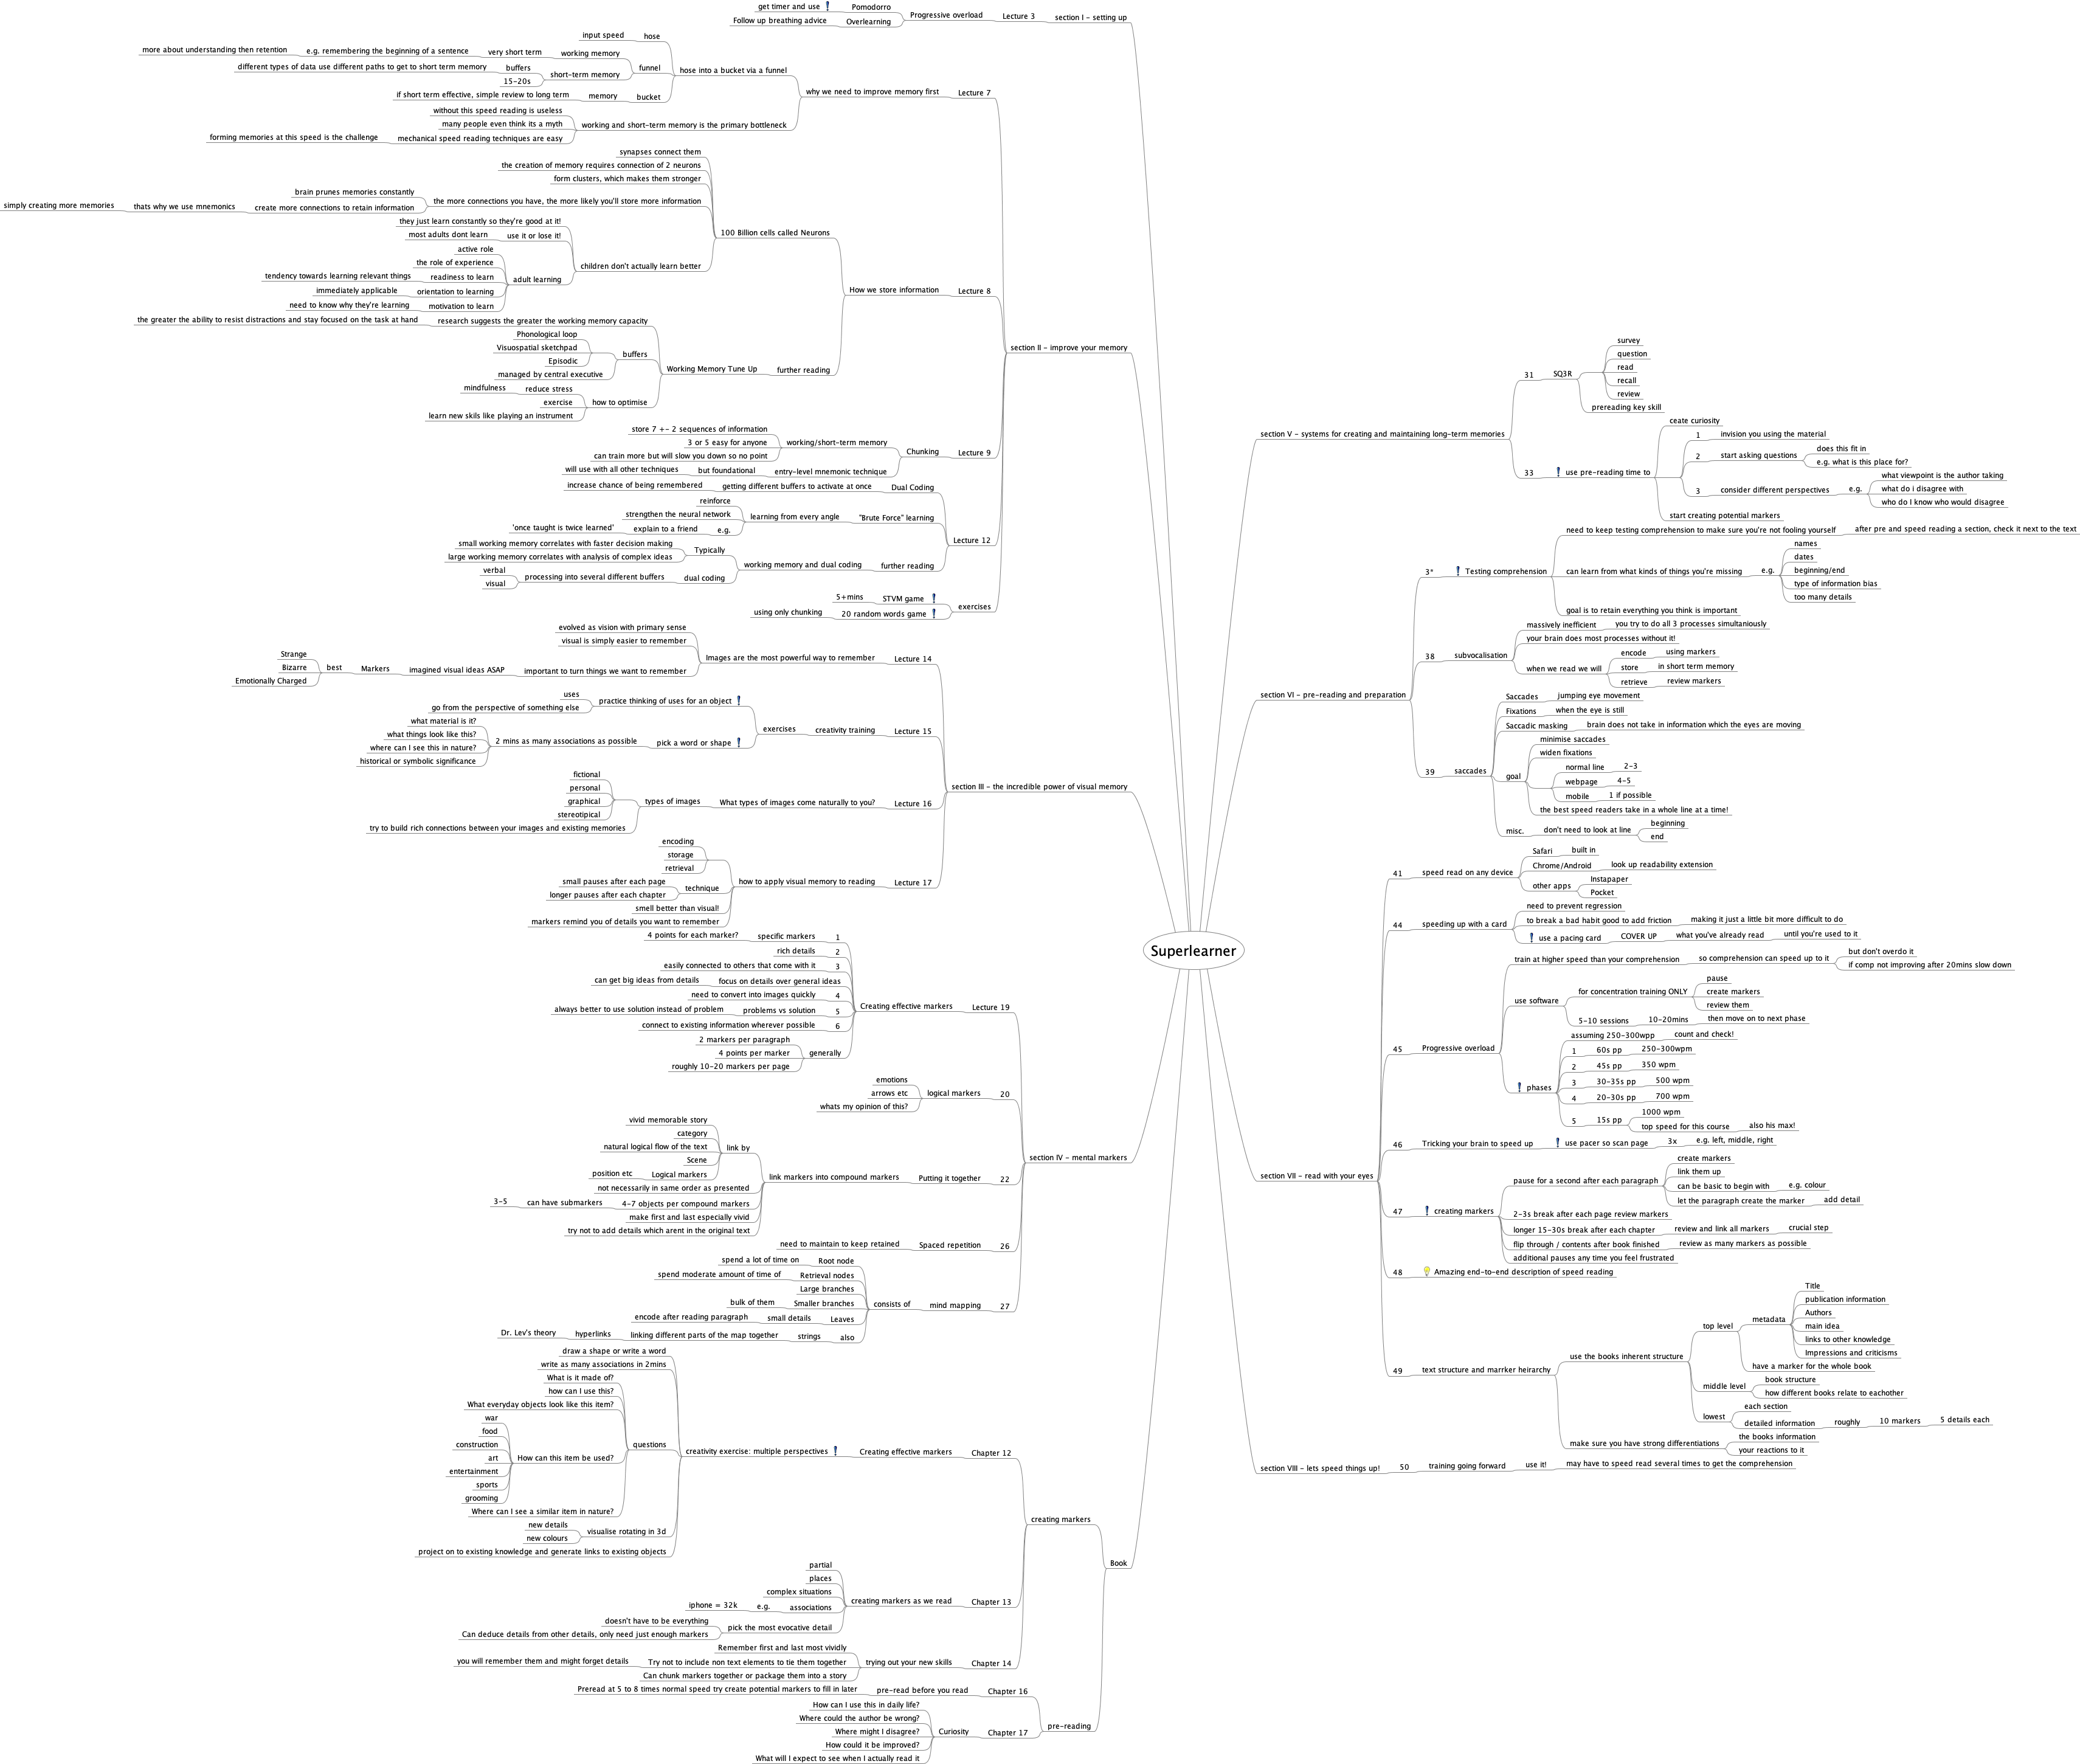 Superlearner
section I - setting up
Lecture 3
Progressive overload
Pomodorro
get timer and use
Overlearning
Follow up breathing advice
section II - improve your memory
Lecture 7
why we need to improve memory first
hose into a bucket via a funnel
hose
input speed
funnel
working memory
very short term
e.g. remembering the beginning of a sentence
more about understanding then retention
short-term memory
buffers
different types of data use different paths to get to short term memory
15-20s
bucket
memory
if short term effective, simple review to long term
working and short-term memory is the primary bottleneck
without this speed reading is useless
many people even think its a myth
mechanical speed reading techniques are easy
forming memories at this speed is the challenge
Lecture 8
How we store information
100 Billion cells called Neurons
synapses connect them
the creation of memory requires connection of 2 neurons
form clusters, which makes them stronger
the more connections you have, the more likely you'll store more information
brain prunes memories constantly
create more connections to retain information
thats why we use mnemonics
simply creating more memories
children don't actually learn better
they just learn constantly so they're good at it!
use it or lose it!
most adults dont learn
adult learning
active role
the role of experience
readiness to learn
tendency towards learning relevant things
orientation to learning
immediately applicable
motivation to learn
need to know why they're learning
further reading
Working Memory Tune Up
research suggests the greater the working memory capacity
the greater the ability to resist distractions and stay focused on the task at hand
buffers
Phonological loop
Visuospatial sketchpad
Episodic
managed by central executive
how to optimise
reduce stress
mindfulness
exercise
learn new skils like playing an instrument
Lecture 9
Chunking
working/short-term memory
store 7 +- 2 sequences of information
3 or 5 easy for anyone
can train more but will slow you down so no point
entry-level mnemonic technique
but foundational
will use with all other techniques
Lecture 12
Dual Coding
getting different buffers to activate at once
increase chance of being remembered
"Brute Force" learning
learning from every angle
reinforce
strengthen the neural network
e.g.
explain to a friend
'once taught is twice learned'
further reading
working memory and dual coding
Typically
small working memory correlates with faster decision making
large working memory correlates with analysis of complex ideas
dual coding
processing into several different buffers
verbal
visual
exercises
STVM game
5+mins
20 random words game
using only chunking
section III - the incredible power of visual memory
Lecture 14
Images are the most powerful way to remember
evolved as vision with primary sense
visual is simply easier to remember
important to turn things we want to remember
imagined visual ideas ASAP
Markers
best
Strange
Bizarre
Emotionally Charged
Lecture 15
creativity training
exercises
practice thinking of uses for an object
uses
go from the perspective of something else
pick a word or shape
2 mins as many associations as possible
what material is it?
what things look like this?
where can I see this in nature?
historical or symbolic significance
Lecture 16
What types of images come naturally to you?
types of images
fictional
personal
graphical
stereotipical
try to build rich connections between your images and existing memories
Lecture 17
how to apply visual memory to reading
encoding
storage
retrieval
technique
small pauses after each page
longer pauses after each chapter
smell better than visual!
markers remind you of details you want to remember
section IV - mental markers
Lecture 19
Creating effective markers
1
specific markers
4 points for each marker?
2
rich details
3
easily connected to others that come with it
focus on details over general ideas
can get big ideas from details
4
need to convert into images quickly
5
problems vs solution
always better to use solution instead of problem
6
connect to existing information wherever possible
generally
2 markers per paragraph
4 points per marker
roughly 10-20 markers per page
20
logical markers
emotions
arrows etc
whats my opinion of this?
22
Putting it together
link markers into compound markers
link by
vivid memorable story
category
natural logical flow of the text
Scene
Logical markers
position etc
not necessarily in same order as presented
4-7 objects per compound markers
can have submarkers
3-5
make first and last especially vivid
try not to add details which arent in the original text
26
Spaced repetition
need to maintain to keep retained
27
mind mapping
consists of
Root node
spend a lot of time on
Retrieval nodes
spend moderate amount of time of
Large branches
Smaller branches
bulk of them
Leaves
small details
encode after reading paragraph
also
strings
linking different parts of the map together
hyperlinks
Dr. Lev's theory
Book
creating markers
Chapter 12
Creating effective markers
creativity exercise: multiple perspectives
draw a shape or write a word
write as many associations in 2mins
questions
What is it made of?
how can I use this?
What everyday objects look like this item?
How can this item be used?
war
food
construction
art
entertainment
sports
grooming
Where can I see a similar item in nature?
visualise rotating in 3d
new details
new colours
project on to existing knowledge and generate links to existing objects
Chapter 13
creating markers as we read
partial
places
complex situations
associations
e.g.
iphone = 32k
pick the most evocative detail
doesn't have to be everything
Can deduce details from other details, only need just enough markers
Chapter 14
trying out your new skills
Remember first and last most vividly
Try not to include non text elements to tie them together
you will remember them and might forget details
Can chunk markers together or package them into a story
pre-reading
Chapter 16
pre-read before you read
Preread at 5 to 8 times normal speed try create potential markers to fill in later
Chapter 17
Curiosity
How can I use this in daily life?
Where could the author be wrong?
Where might I disagree?
How could it be improved?
What will I expect to see when I actually read it
section V - systems for creating and maintaining long-term memories
31
SQ3R
survey
question
read
recall
review
prereading key skill
33
use pre-reading time to
ceate curiosity
1
invision you using the material
2
start asking questions
does this fit in
e.g. what is this place for?
3
consider different perspectives
e.g.
what viewpoint is the author taking
what do i disagree with
who do I know who would disagree
start creating potential markers
section VI - pre-reading and preparation
3*
Testing comprehension
need to keep testing comprehension to make sure you're not fooling yourself
after pre and speed reading a section, check it next to the text
can learn from what kinds of things you're missing
e.g.
names
dates
beginning/end
type of information bias
too many details
goal is to retain everything you think is important
38
subvocalisation
massively inefficient
you try to do all 3 processes simultaniously
your brain does most processes without it!
when we read we will
encode
using markers
store
in short term memory
retrieve
review markers
39
saccades
Saccades
jumping eye movement
Fixations
when the eye is still
Saccadic masking
brain does not take in information which the eyes are moving
goal
minimise saccades
widen fixations
normal line
2-3
webpage
4-5
mobile
1 if possible
the best speed readers take in a whole line at a time!
misc.
don't need to look at line
beginning
end
section VII - read with your eyes
41
speed read on any device
Safari
built in
Chrome/Android
look up readability extension
other apps
Instapaper
Pocket
44
speeding up with a card
need to prevent regression
to break a bad habit good to add friction
making it just a little bit more difficult to do
use a pacing card
COVER UP
what you've already read
until you're used to it
45
Progressive overload
train at higher speed than your comprehension
so comprehension can speed up to it
but don't overdo it
if comp not improving after 20mins slow down
use software
for concentration training ONLY
pause
create markers
review them
5-10 sessions
10-20mins
then move on to next phase
phases
assuming 250-300wpp
count and check!
1
60s pp
250-300wpm
2
45s pp
350 wpm
3
30-35s pp
500 wpm
4
20-30s pp
700 wpm
5
15s pp
1000 wpm
top speed for this course
also his max!
46
Tricking your brain to speed up
use pacer so scan page
3x
e.g. left, middle, right
47
creating markers
pause for a second after each paragraph
create markers
link them up
can be basic to begin with
e.g. colour
let the paragraph create the marker
add detail
2-3s break after each page review markers
longer 15-30s break after each chapter
review and link all markers
crucial step
flip through / contents after book finished
review as many markers as possible
additional pauses any time you feel frustrated
48
Amazing end-to-end description of speed reading
49
text structure and marrker heirarchy
use the books inherent structure
top level
metadata
Title
publication information
Authors
main idea
links to other knowledge
Impressions and criticisms
have a marker for the whole book
middle level
book structure
how different books relate to eachother
lowest
each section
detailed information
roughly
10 markers
5 details each
make sure you have strong differentiations
the books information
your reactions to it
section VIII - lets speed things up!
50
training going forward
use it!
may have to speed read several times to get the comprehension